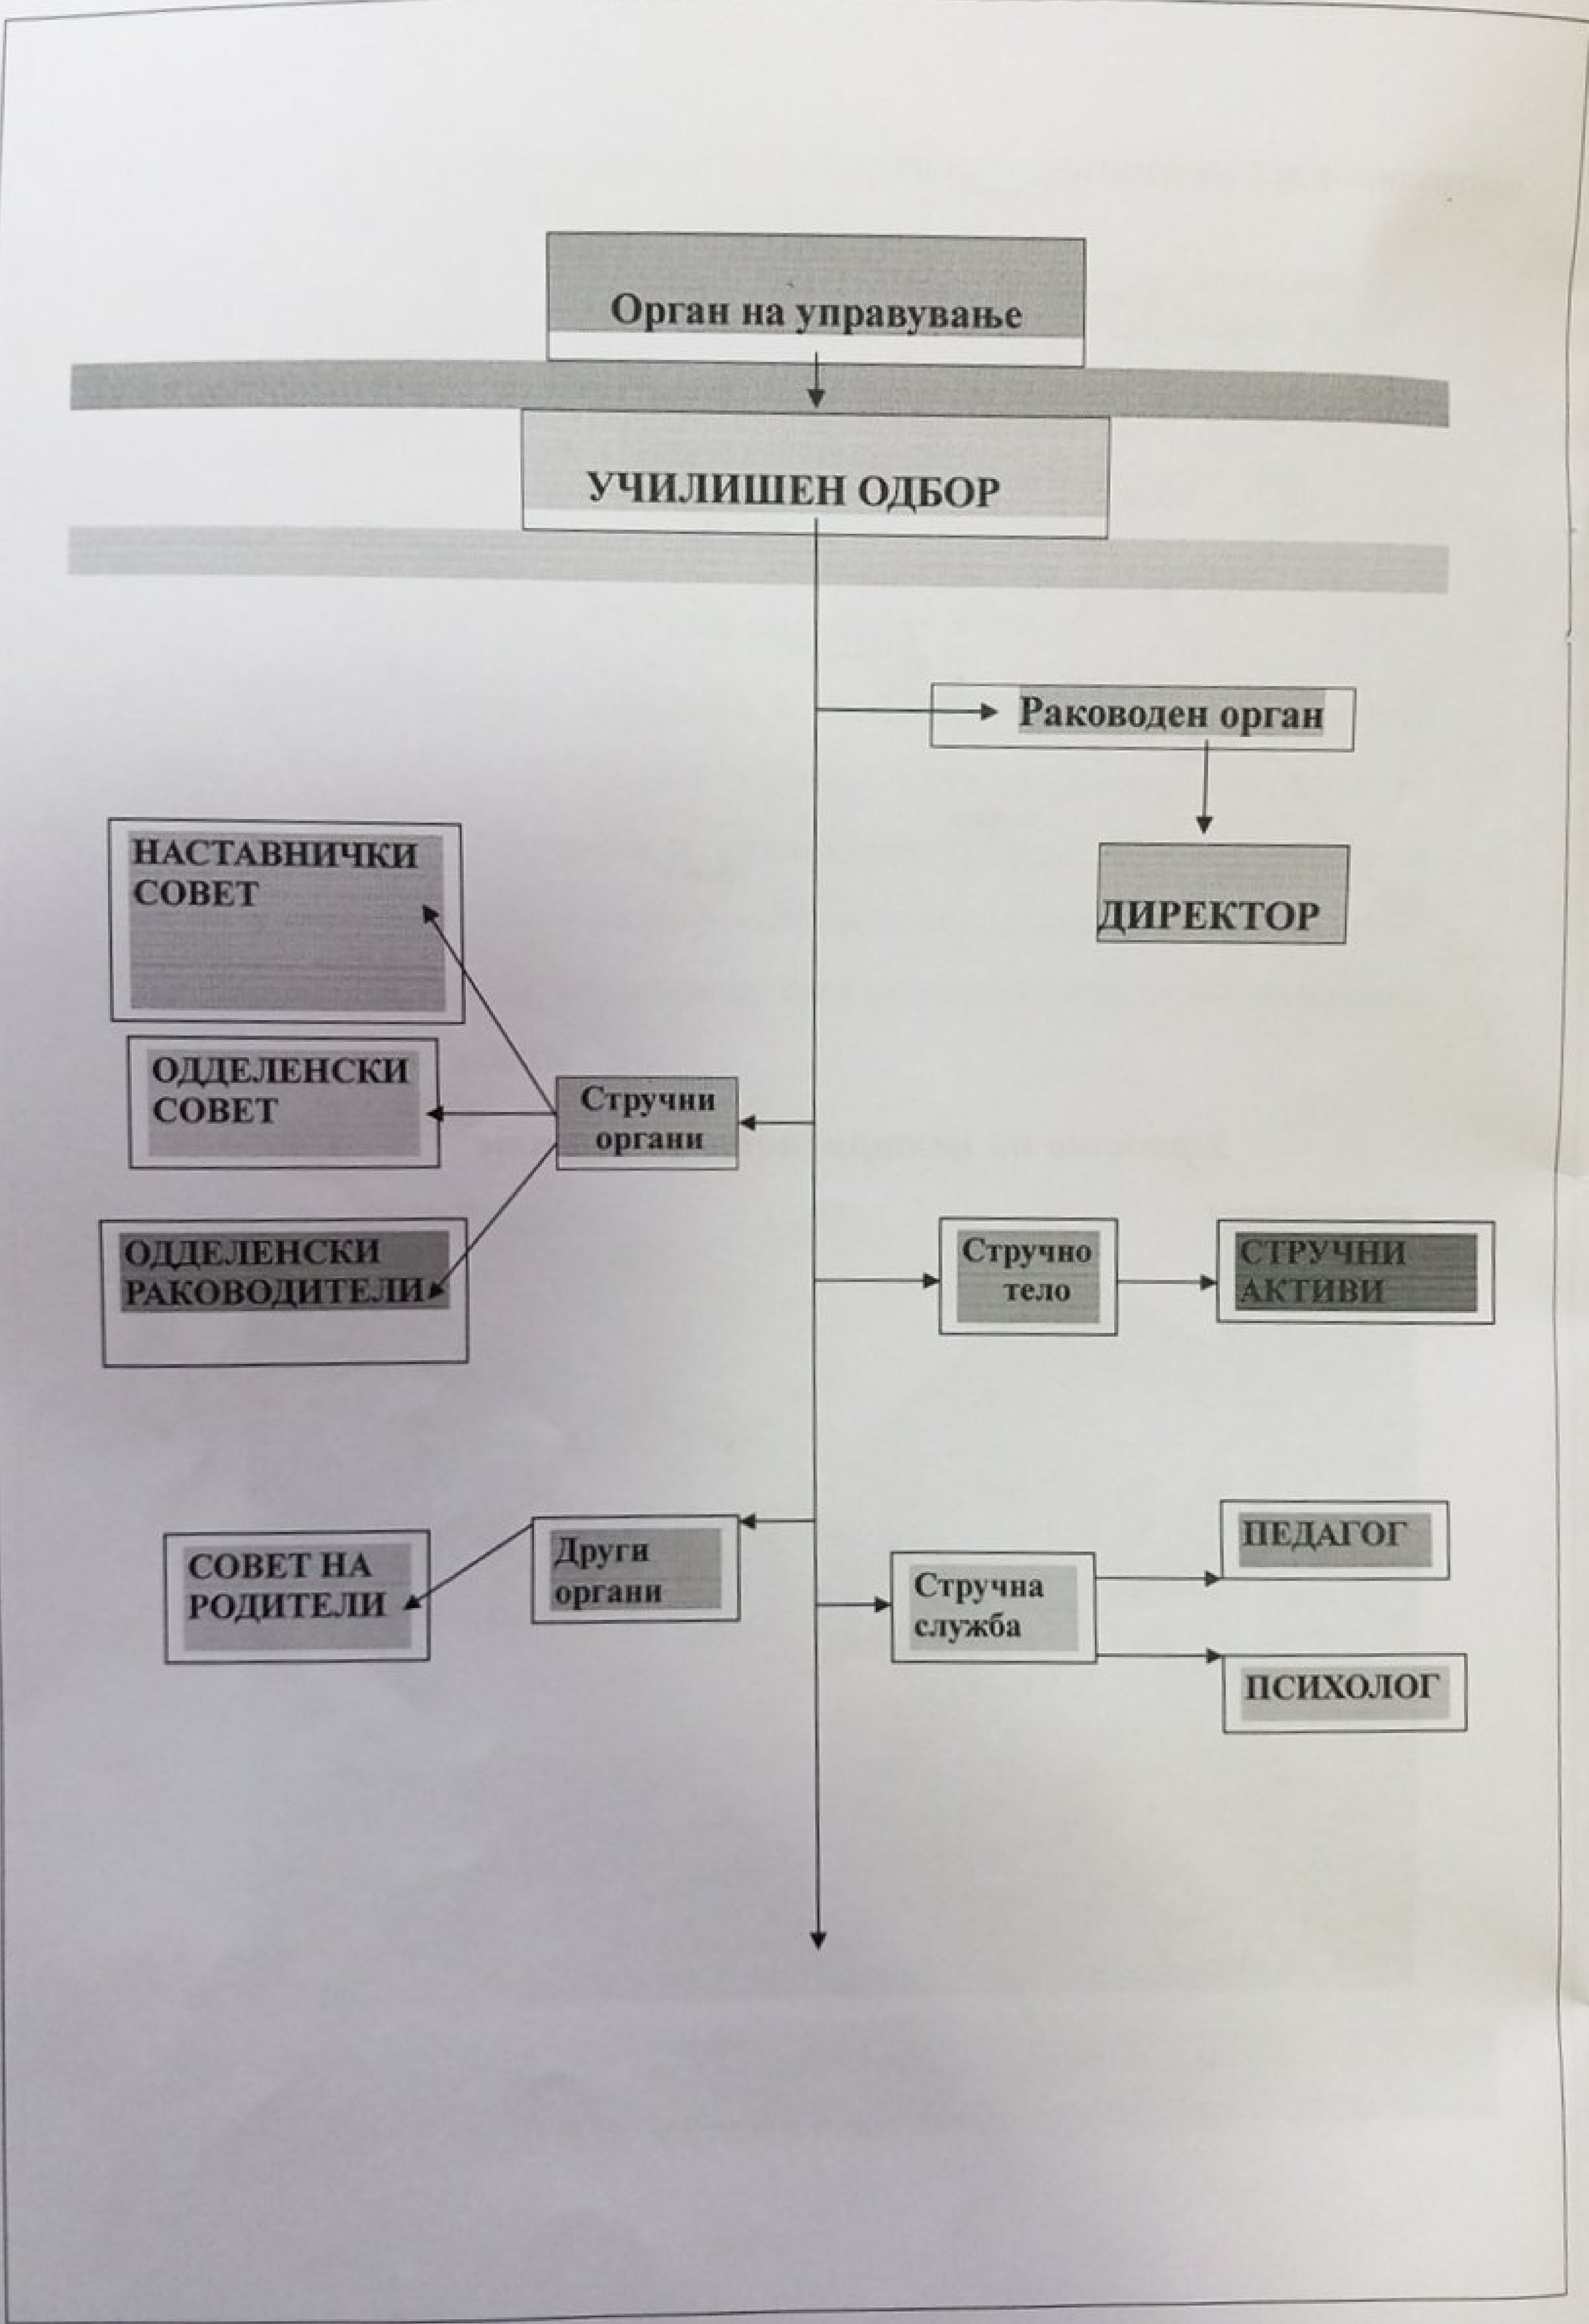 Орган на управување
УЧИЛИШЕН ОДБОР
Раководен орган
ДИРЕКТОР
НАСТАВНИЧКИ
СОВЕТ
ОДДЕЛЕНСКИ
СОВЕТ
Стручни
органи
ОДДЕЛЕНСКИ
РАКОВОДИТЕЛИ
Стручно
тело
СТРУЧНИ
АКТИВИ
СОВЕТ НА
РОДИТЕЛИ
Други
органи
Стручна
служба
ПЕДАГОГ
ПСИХОЛОГ